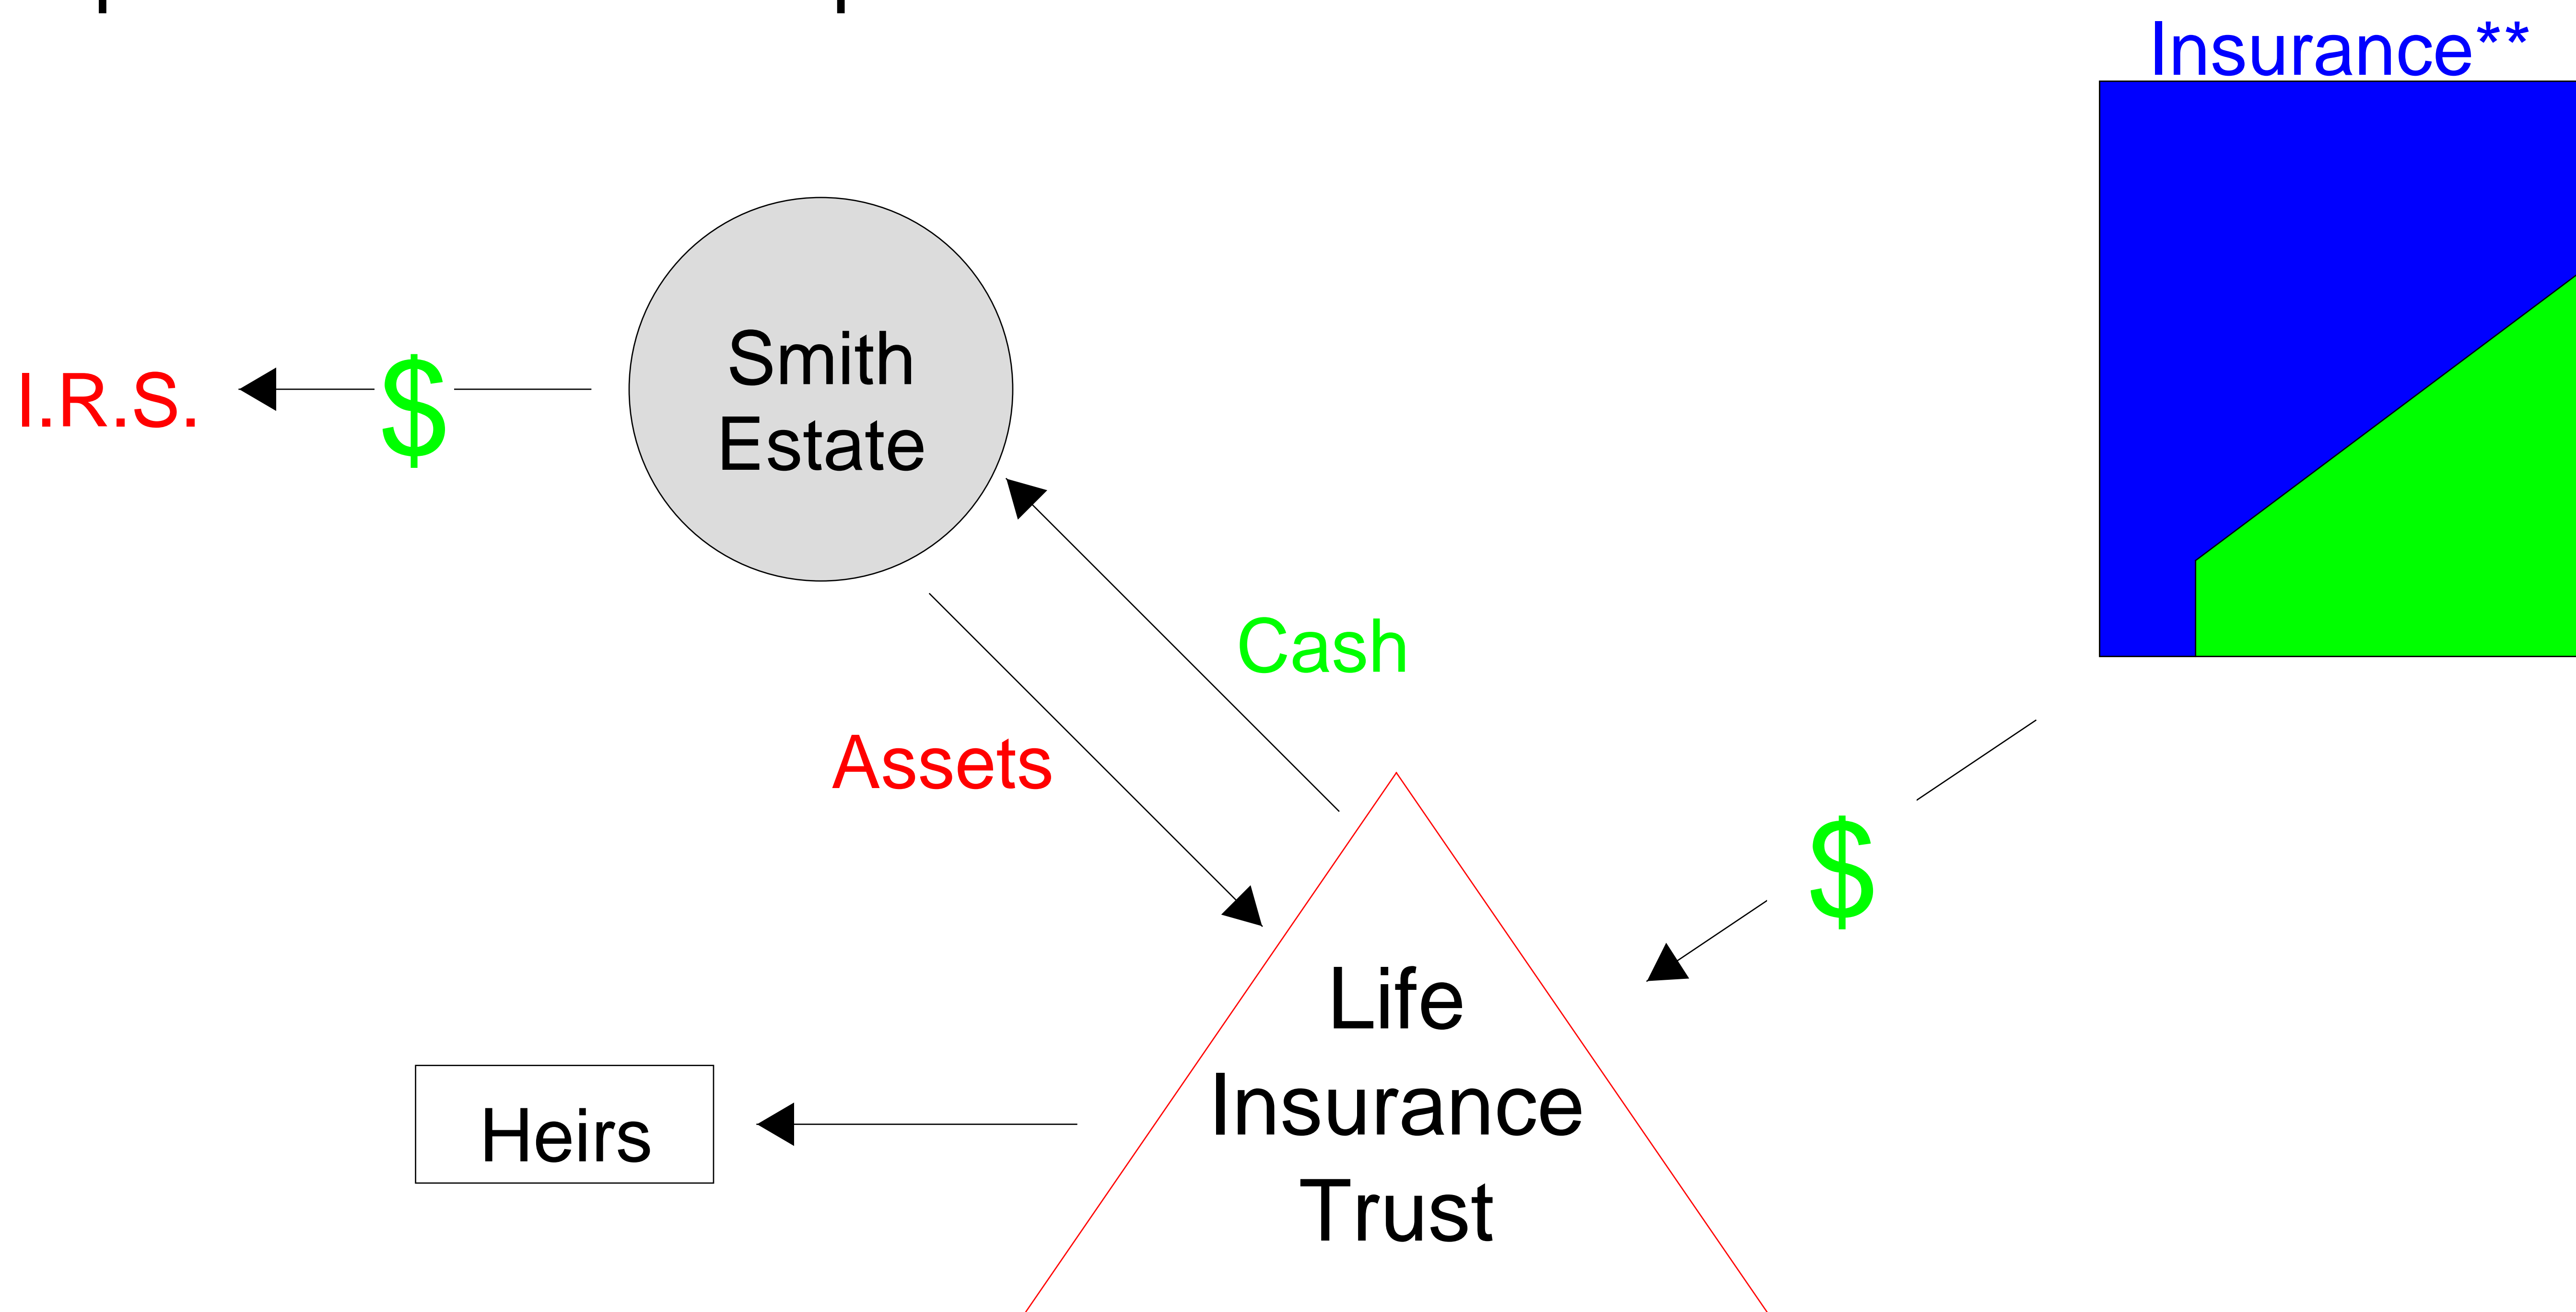 Insurance**
Smith
Estate
I.R.S.
$
Cash
Assets
$
Life
Insurance
Trust
Heirs